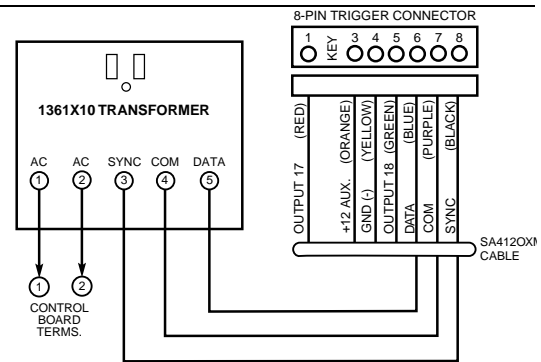 8-PIN TRIGGER CONNECTOR
1 KEY 3 4 5 6 7 8
1361X10 TRANSFORMER
AC AC SYNC COM DATA
1 2 3 4 5
OUTPUT 17 (RED)
+12 AUX. (ORANGE)
GND (-) (YELLOW)
OUTPUT 18 (GREEN)
DATA (BLUE)
COM (PURPLE)
SYNC (BLACK)
SA412OXM
CABLE
1 2
CONTROL
BOARD
TERMS.